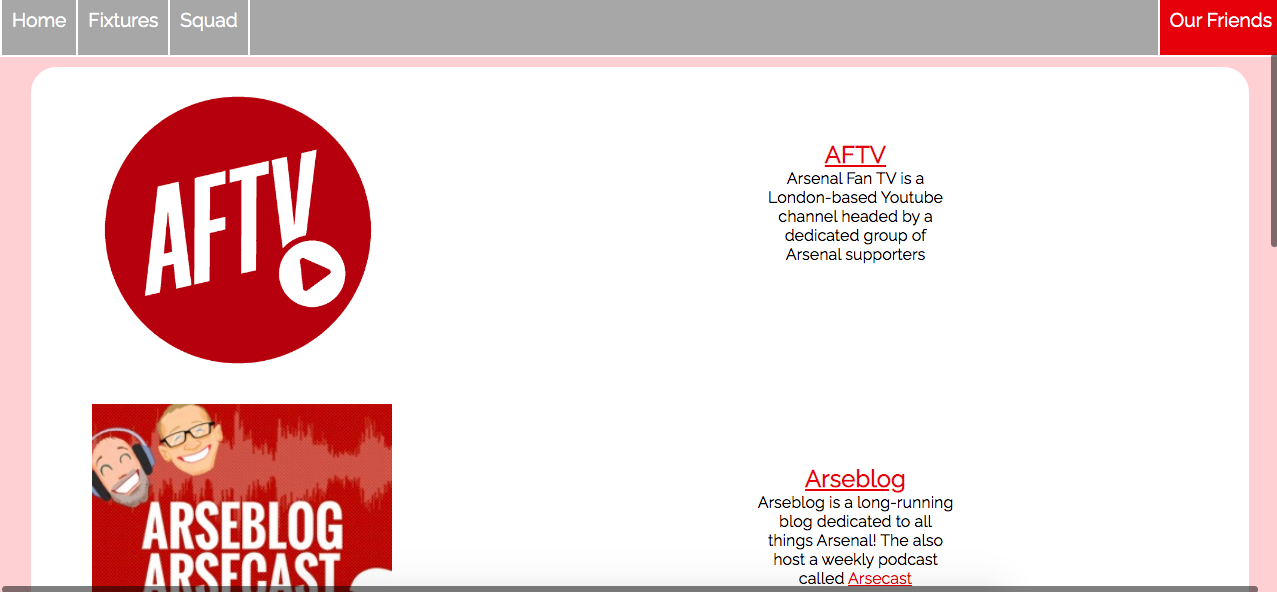 Home Fixtures Squad Our Friends
AFTV
AFTV
Arsenal Fan TV is a
London-based Youtube
channel headed by a
dedicated group of
Arsenal supporters
ARSEBLOG
ARSECAST
Arseblog
Arseblog is a long-running
blog dedicated to all
things Arsenal! The also
host a weekly podcast
called Arsecast